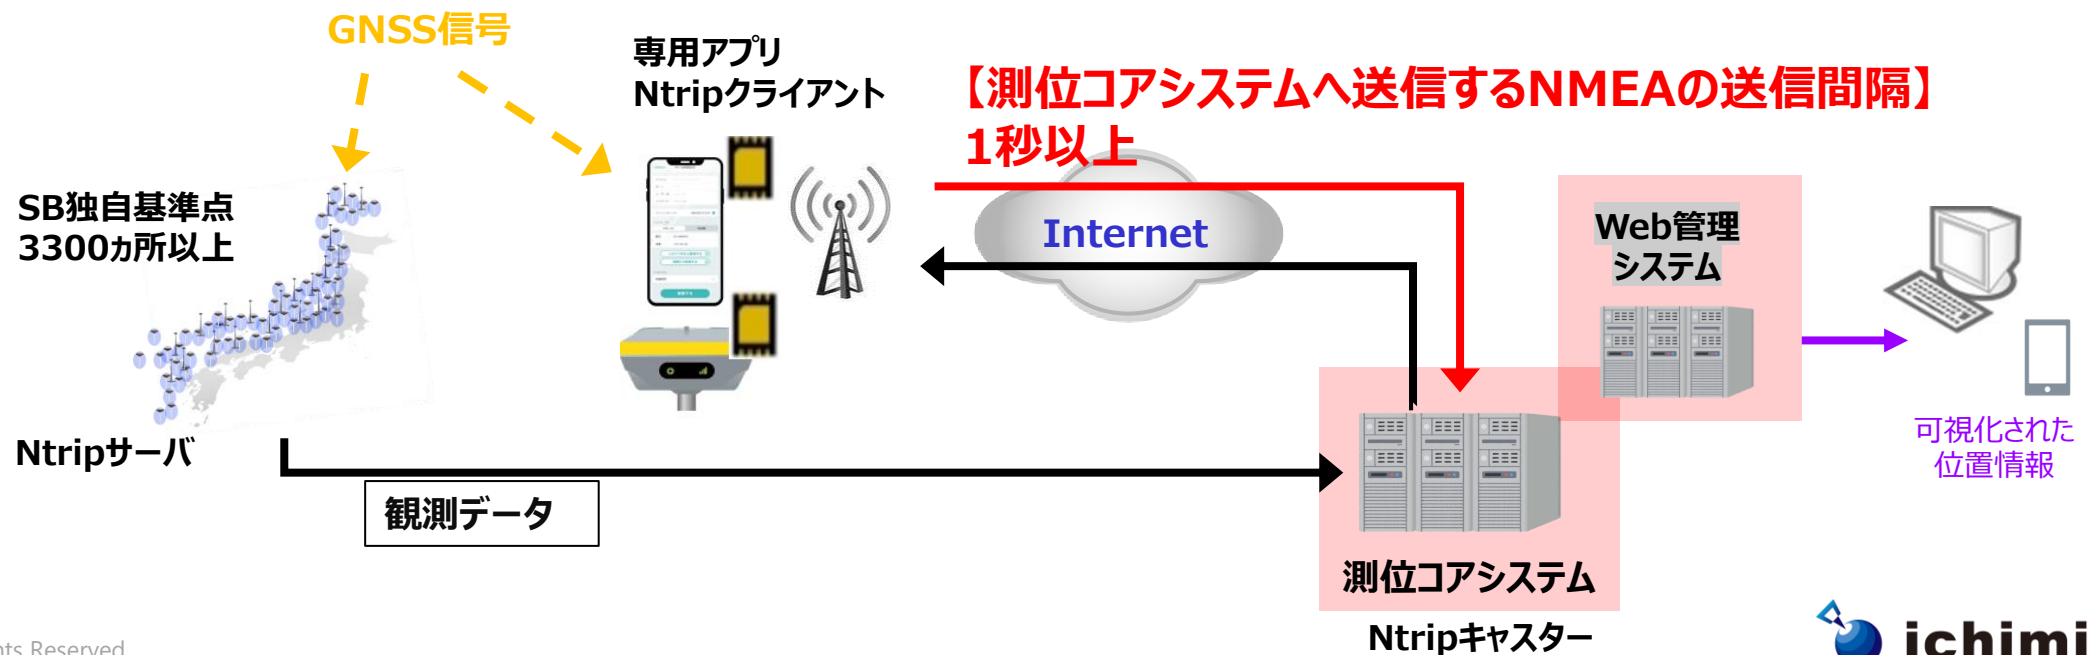 GNSS信号
専用アプリ
Ntripクライアント
【測位コアシステムへ送信するNMEAの送信間隔】
1秒以上
SB独自基準点
3300ヵ所以上
Internet
Web管理
システム
可視化された
位置情報
Ntripサーバ
観測データ
測位コアシステム
Ntripキャスター
nts Reserved
ichimi